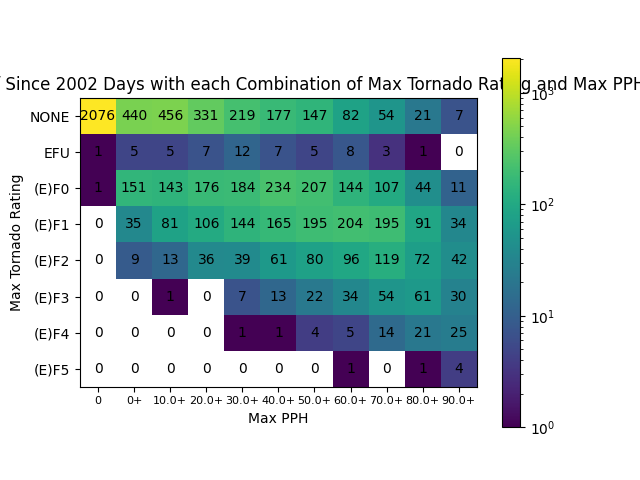 Since 2002 Days with each Combination of Max Tornado Rating and Max PPH
Max Tornado Rating
NONE 2076 440 456 331 219 177 147 82 54 21 7
EFU 1 5 5 7 12 7 5 8 3 1 0
(E)F0 1 151 143 176 184 234 207 144 107 44 11
(E)F1 0 35 81 106 144 165 195 204 195 91 34
(E)F2 0 9 13 36 39 61 80 96 119 72 42
(E)F3 0 0 1 0 7 13 22 34 54 61 30
(E)F4 0 0 0 0 1 1 4 5 14 21 25
(E)F5 0 0 0 0 0 0 0 1 0 1 4
0 0+ 10.0+ 20.0+ 30.0+ 40.0+ 50.0+ 60.0+ 70.0+ 80.0+ 90.0+
Max PPH
10³
10²
10¹
10⁰